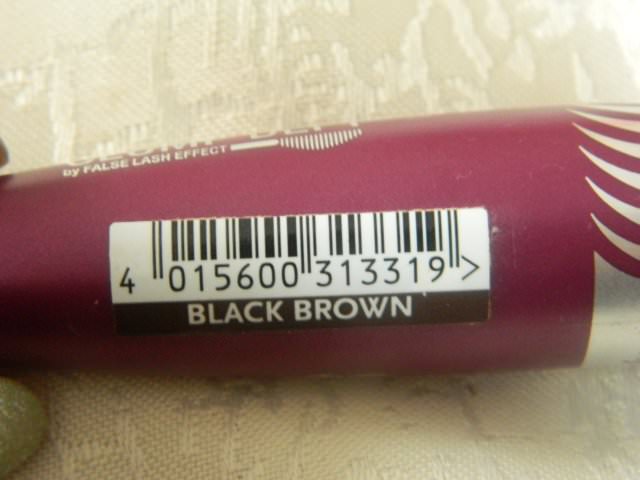 by FALSE LASH EFFECT
4 015600 313319 >
BLACK BROWN